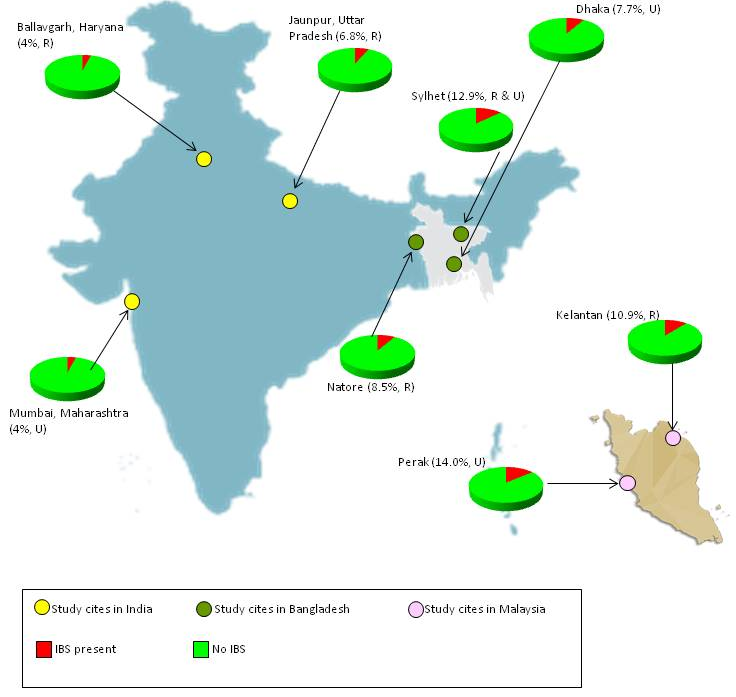 Ballavgarh, Haryana
(4%, R)
Jaunpur, Uttar
Pradesh (6.8%, R)
Dhaka (7.7%, U)
Sylhet (12.9%, R & U)
Kelantan (10.9%, R)
Natore (8.5%, R)
Mumbai, Maharashtra
(4%, U)
Perak (14.0%, U)
Study cites in India
Study cites in Bangladesh
Study cites in Malaysia
IBS present
No IBS